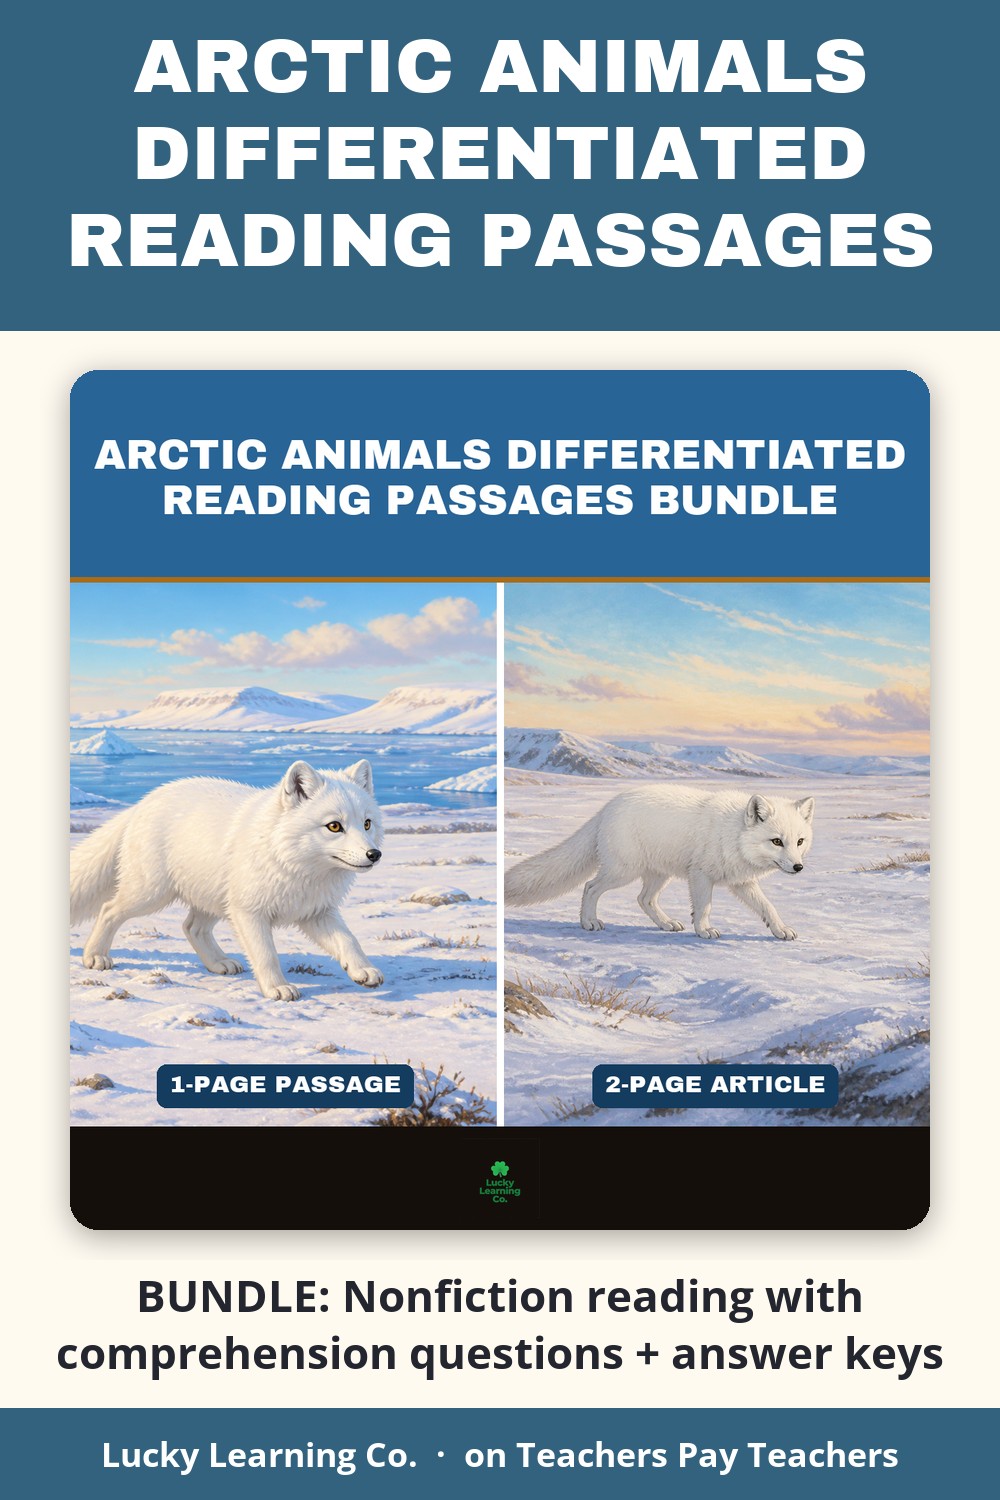 ARCTIC ANIMALS
DIFFERENTIATED
READING PASSAGES
ARCTIC ANIMALS DIFFERENTIATED
READING PASSAGES BUNDLE
1-PAGE PASSAGE
2-PAGE ARTICLE
Lucky
Learning
Co.
BUNDLE: Nonfiction reading with
comprehension questions + answer keys
Lucky Learning Co. · on Teachers Pay Teachers